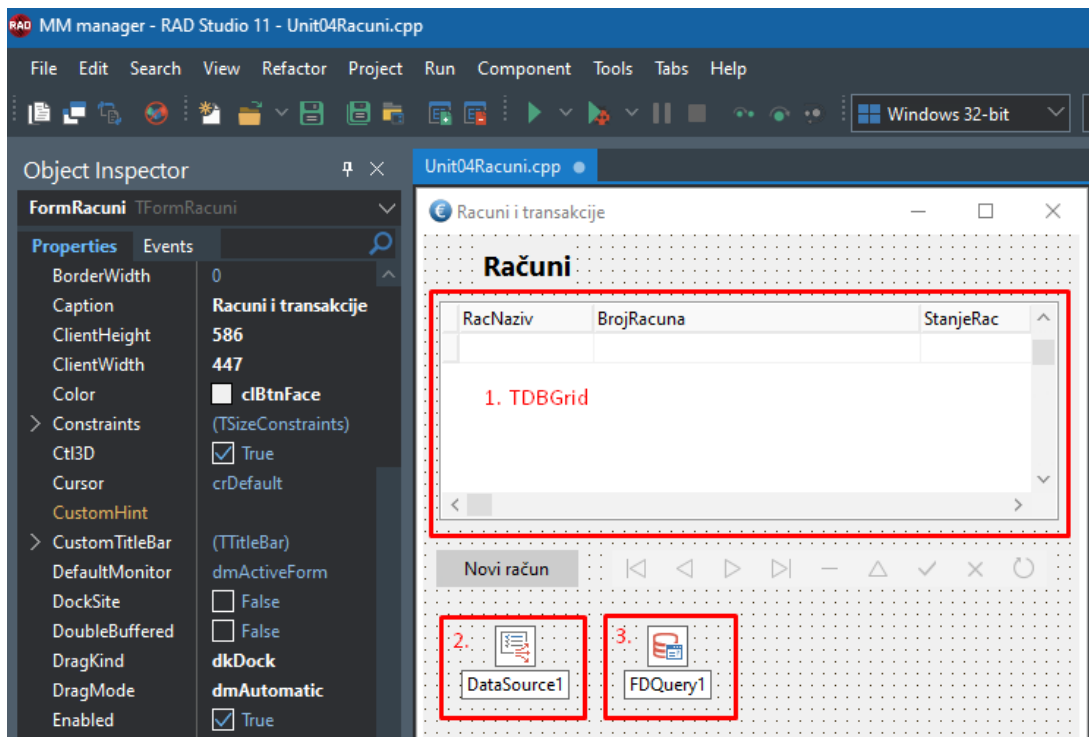 RAD MM manager - RAD Studio 11 - Unit04Racuni.cpp
File Edit Search View Refactor Project Run Component Tools Tabs Help
Windows 32-bit
Object Inspector
Unit04Racuni.cpp
FormRacuni TFormRacuni
Properties Events
BorderWidth 0
Caption Racuni i transakcije
ClientHeight 586
ClientWidth 447
Color clBtnFace
Constraints (TSizeConstraints)
Ctl3D True
Cursor crDefault
CustomHint
CustomTitleBar (TTitleBar)
DefaultMonitor dmActiveForm
DockSite False
DoubleBuffered False
DragKind dkDock
DragMode dmAutomatic
Enabled True
€ Racuni i transakcije
Računi
RacNaziv BrojRacuna StanjeRac
1. TDBGrid
Novi račun
2.
DataSource1
3.
FDQuery1